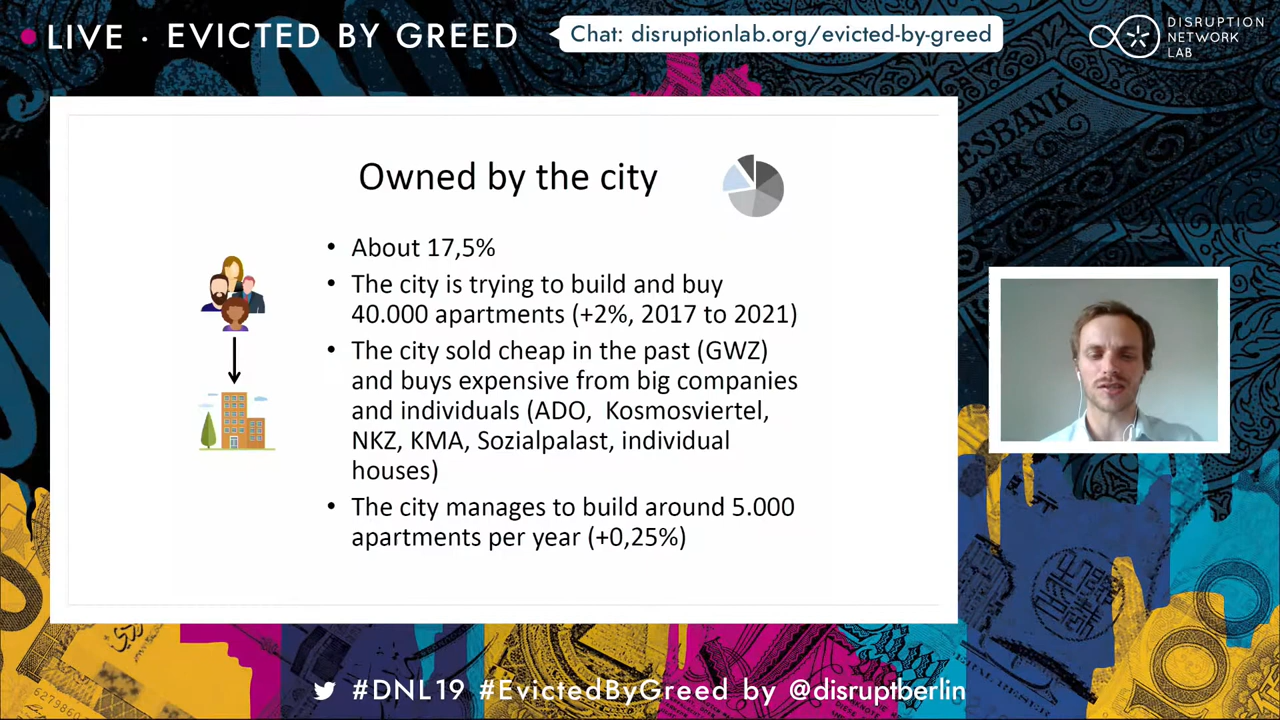 LIVE · EVICTED BY GREED
Chat: disruptionlab.org/evicted-by-greed
DISRUPTION
NETWORK
LAB
ESBANK
DER
Owned by the city
• About 17,5%
• The city is trying to build and buy
40.000 apartments (+2%, 2017 to 2021)
• The city sold cheap in the past (GWZ)
and buys expensive from big companies
and individuals (ADO, Kosmosviertel,
NKZ, KMA, Sozialpalast, individual
houses)
• The city manages to build around 5.000
apartments per year (+0,25%)
#DNL19 #EvictedByGreed by @disruptberlin